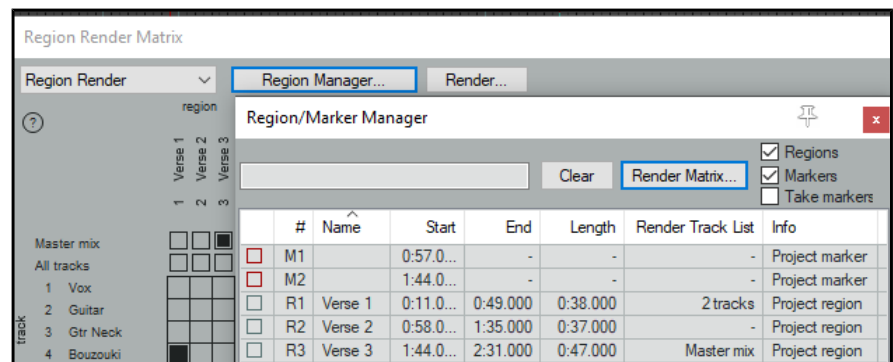 Region Render Matrix
Region Render
Region Manager...
Render...
region
Verse 1
Verse 2
Verse 3
1
2
3
Master mix
All tracks
track
1 Vox
2 Guitar
3 Gtr Neck
4 Bouzouki
Region/Marker Manager
Clear
Render Matrix...
Regions
Markers
Take markers
# Name Start End Length Render Track List Info
M1 0:57.0... - - - Project marker
M2 1:44.0... - - - Project marker
R1 Verse 1 0:11.0... 0:49.000 0:38.000 2 tracks Project region
R2 Verse 2 0:58.0... 1:35.000 0:37.000 - Project region
R3 Verse 3 1:44.0... 2:31.000 0:47.000 Master mix Project region